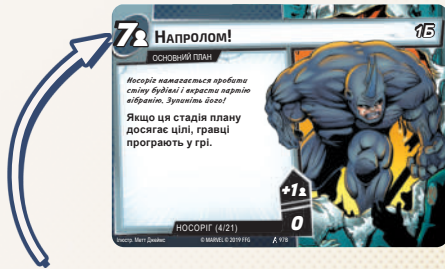 7 НАПРОЛОМ! 1Б
ОСНОВНИЙ ПЛАН
Носоріг намагається пробити
стіну будівлі і вкрасти партію
вібранію. Зупиніть його!
Якщо ця стадія плану
досягає цілі, гравці
програють у грі.
+1
0
НОСОРІГ (4/21)
Ілюстр. Метт Джеймс © MARVEL © 2019 FFG 97B